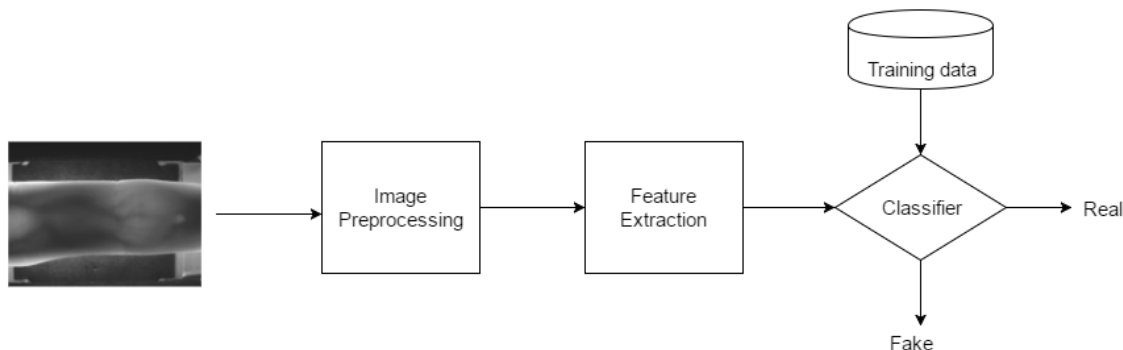 Training data
Image
Preprocessing
Feature
Extraction
Classifier
Real
Fake